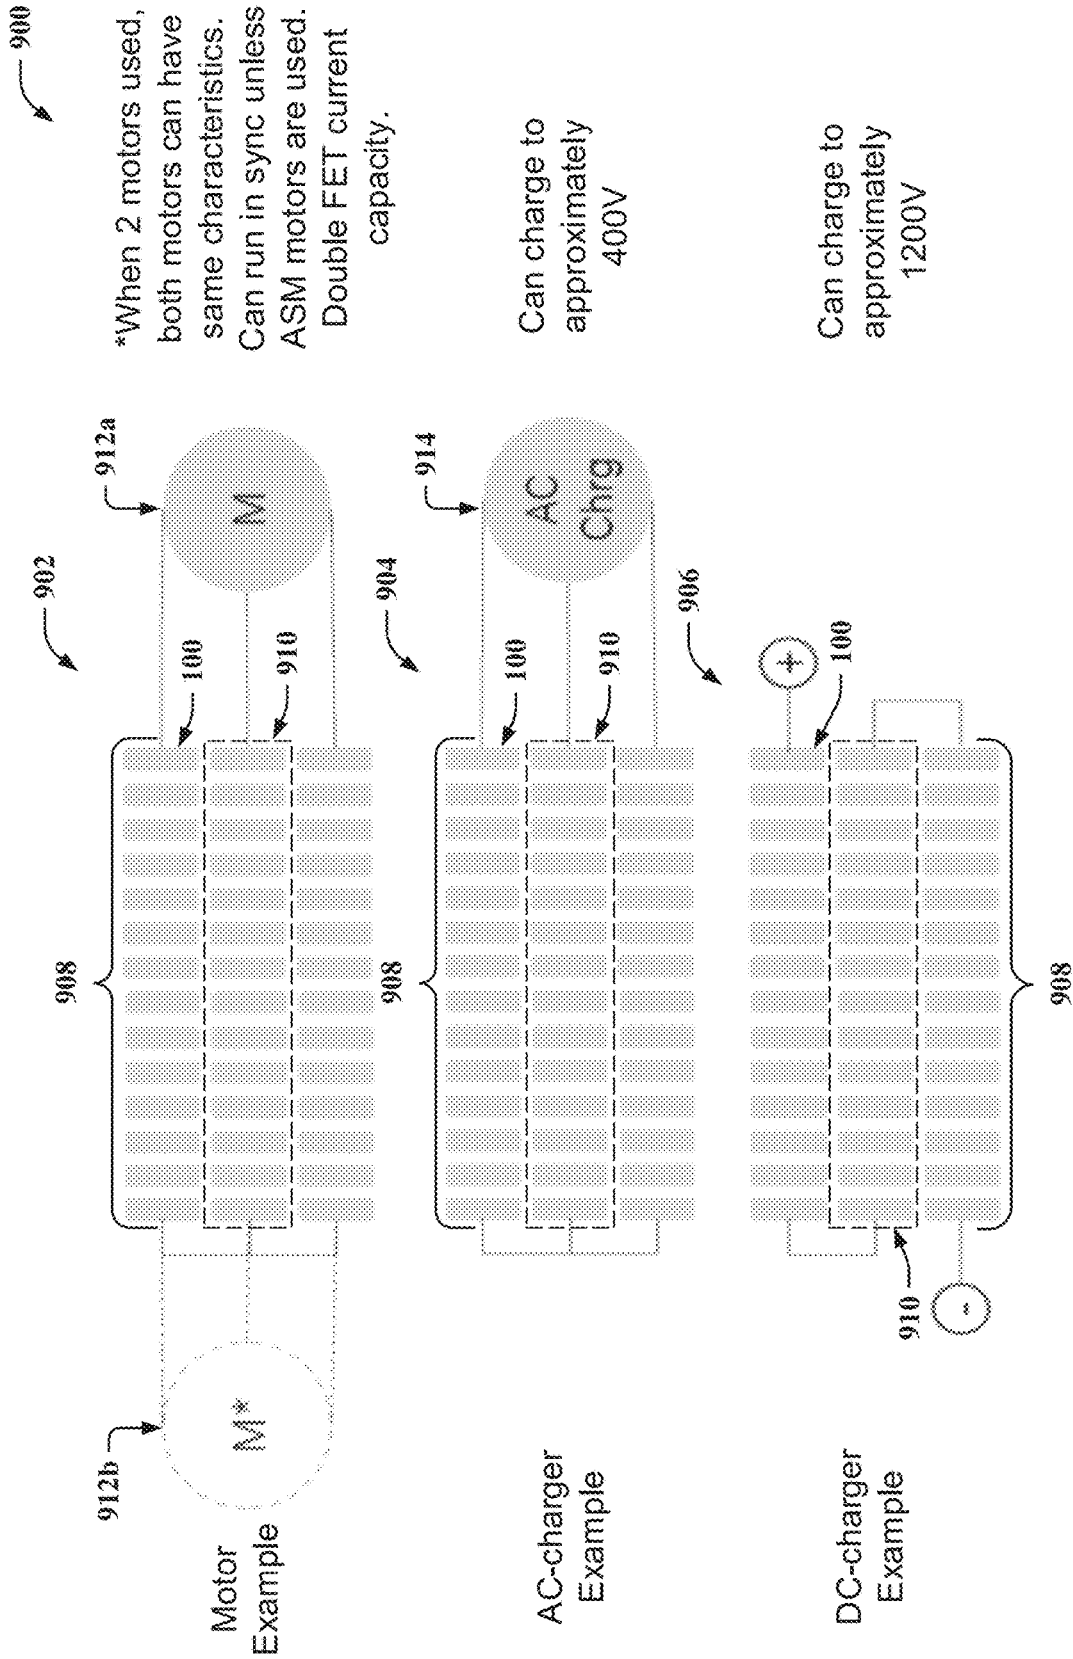 900
902
Motor
Example
912b
M*
908
100
910
912a
M
*When 2 motors used,
both motors can have
same characteristics.
Can run in sync unless
ASM motors are used.
Double FET current
capacity.
904
AC-charger
Example
908
100
910
914
AC
Chrg
Can charge to
approximately
400V
906
DC-charger
Example
-
910
908
100
+
Can charge to
approximately
1200V